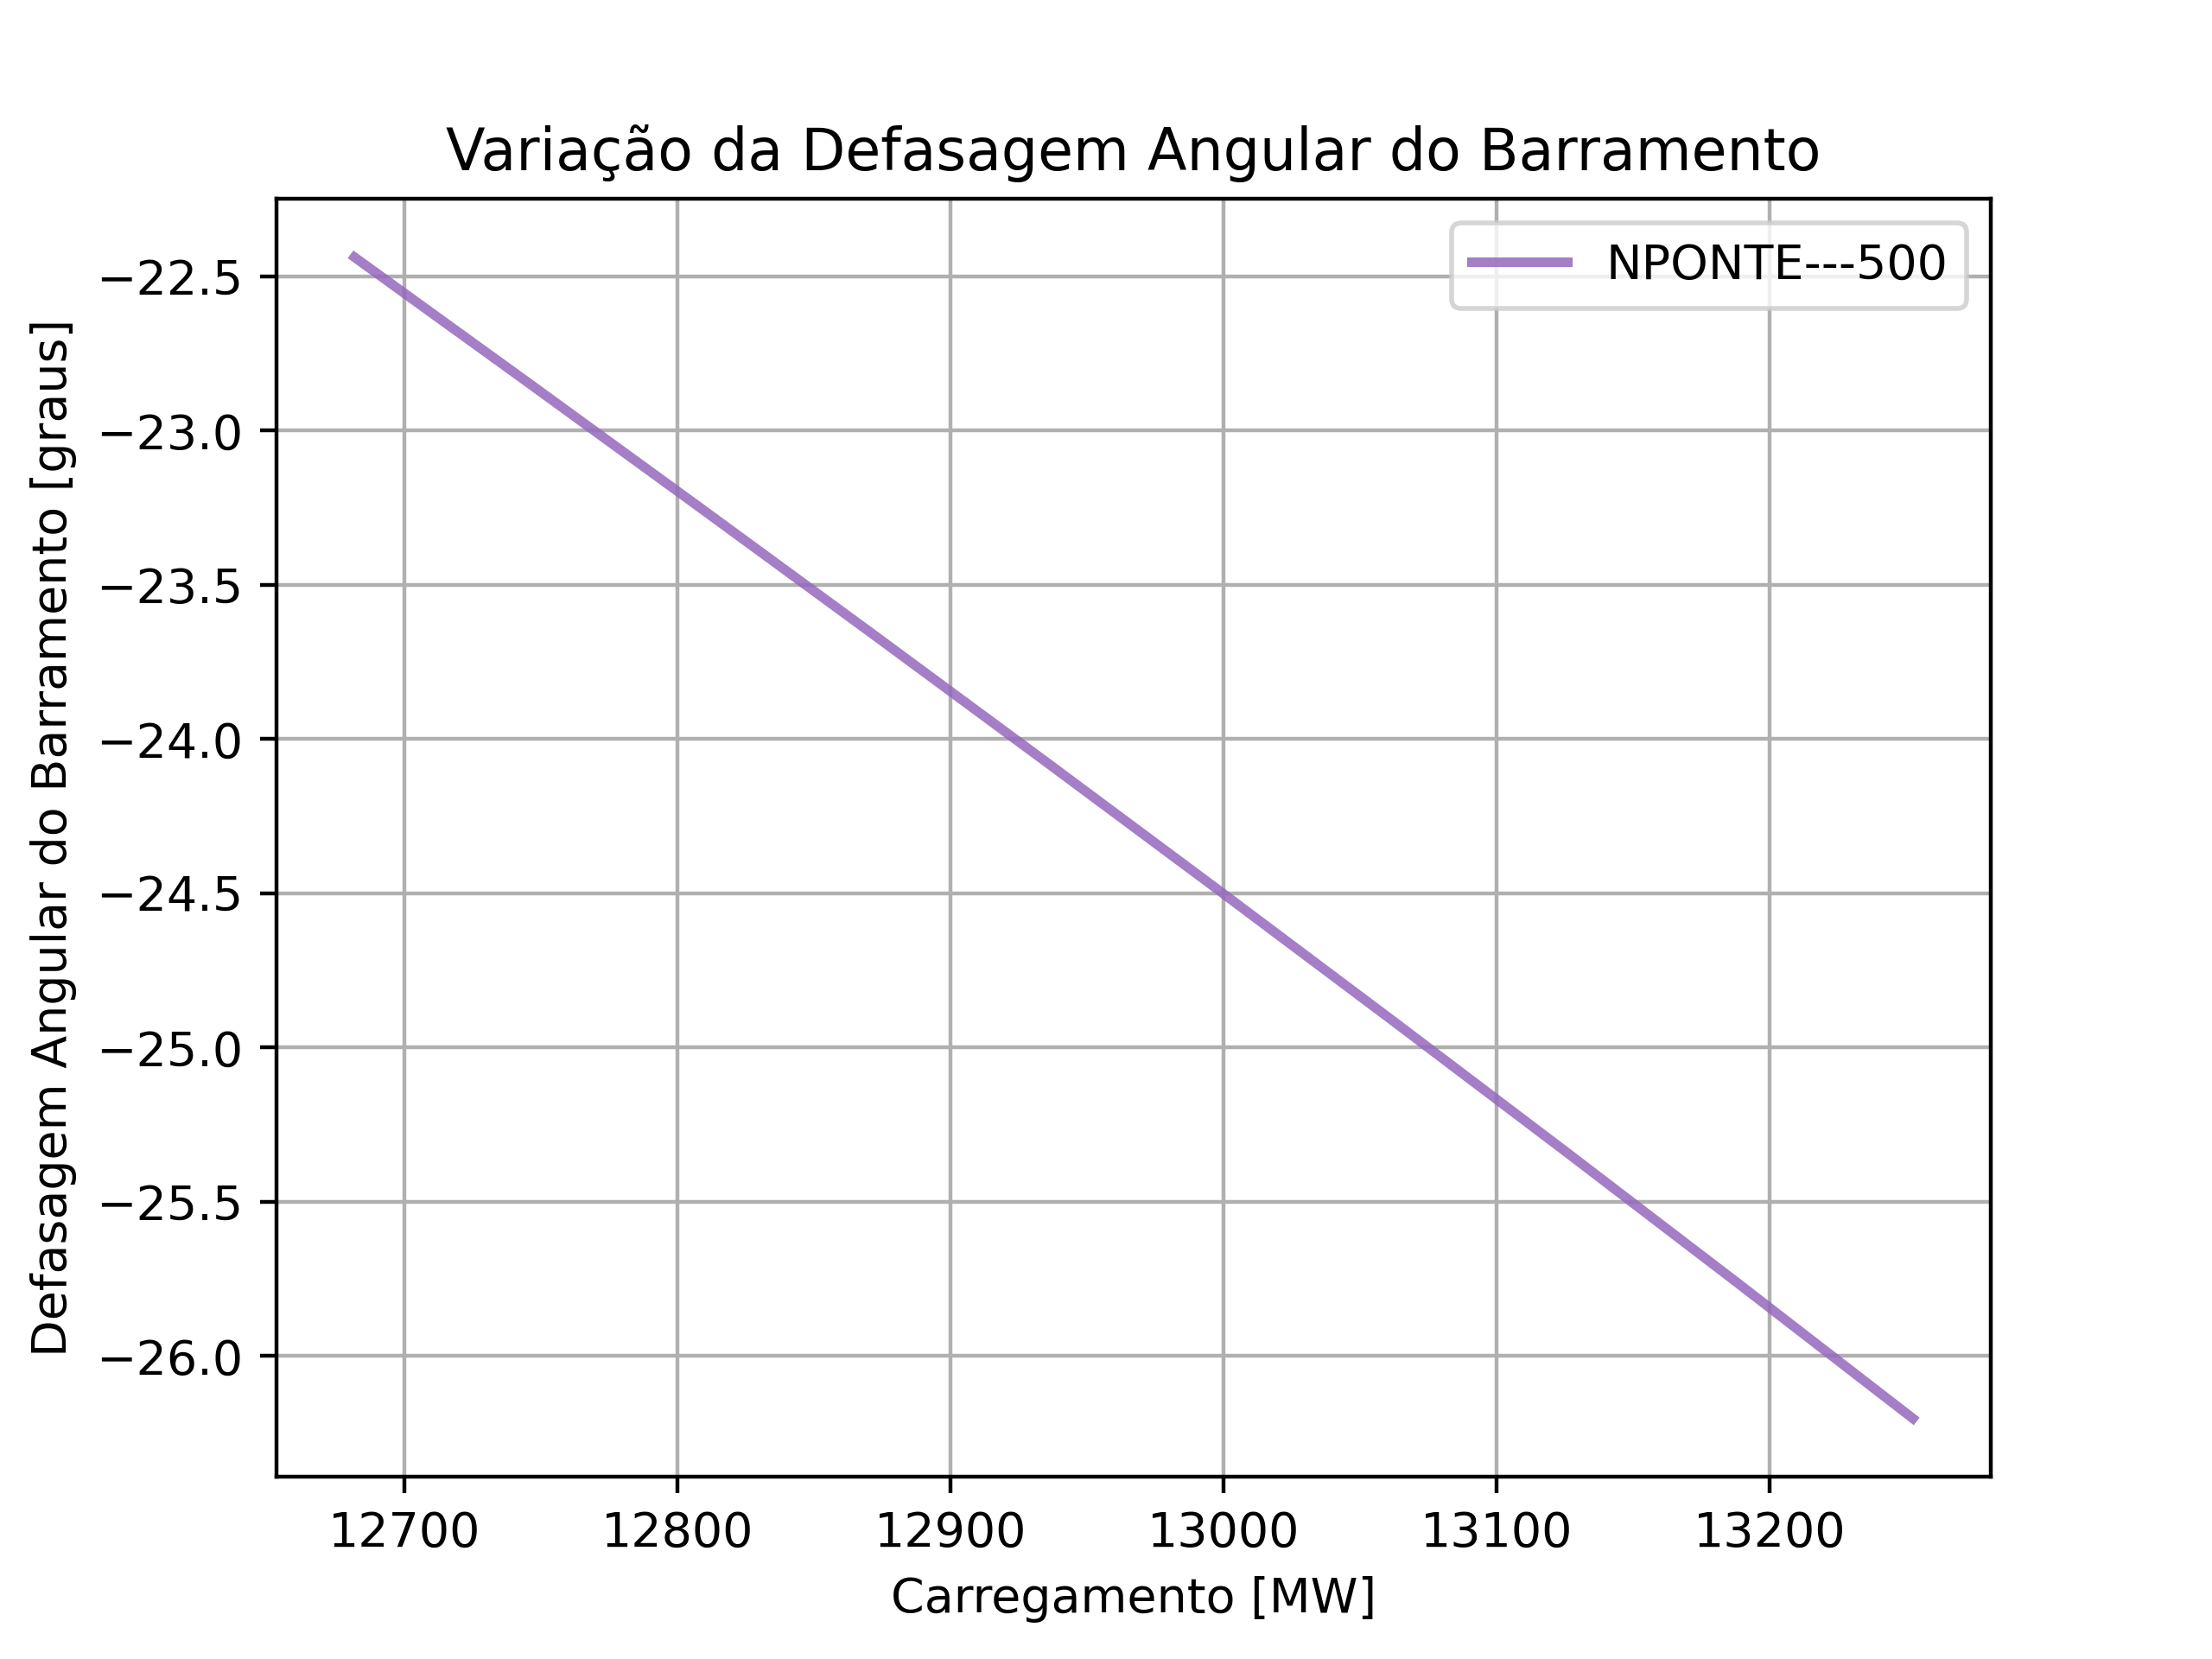 Variação da Defasagem Angular do Barramento
NPONTE---500
Defasagem Angular do Barramento [graus]
−22.5
−23.0
−23.5
−24.0
−24.5
−25.0
−25.5
−26.0
12700 12800 12900 13000 13100 13200
Carregamento [MW]